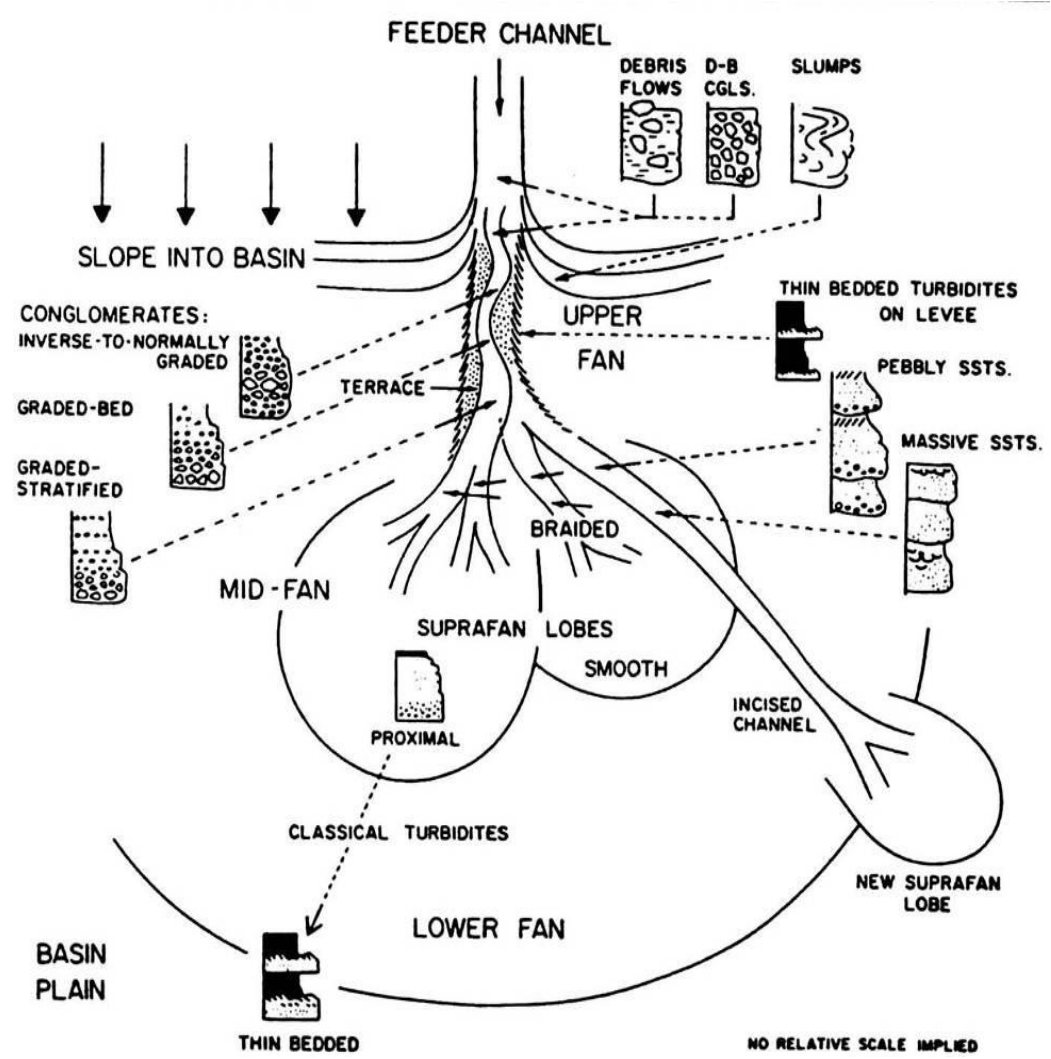 FEEDER CHANNEL
DEBRIS
FLOWS
D-B
CGLS.
SLUMPS
SLOPE INTO BASIN
CONGLOMERATES:
INVERSE-TO-NORMALLY
GRADED
GRADED-BED
GRADED-
STRATIFIED
TERRACE
UPPER
FAN
THIN BEDDED TURBIDITES
ON LEVEE
PEBBLY SSTS.
MASSIVE SSTS.
BRAIDED
MID-FAN
SUPRAFAN LOBES
SMOOTH
PROXIMAL
INCISED
CHANNEL
CLASSICAL TURBIDITES
NEW SUPRAFAN
LOBE
LOWER FAN
BASIN
PLAIN
THIN BEDDED
NO RELATIVE SCALE IMPLIED